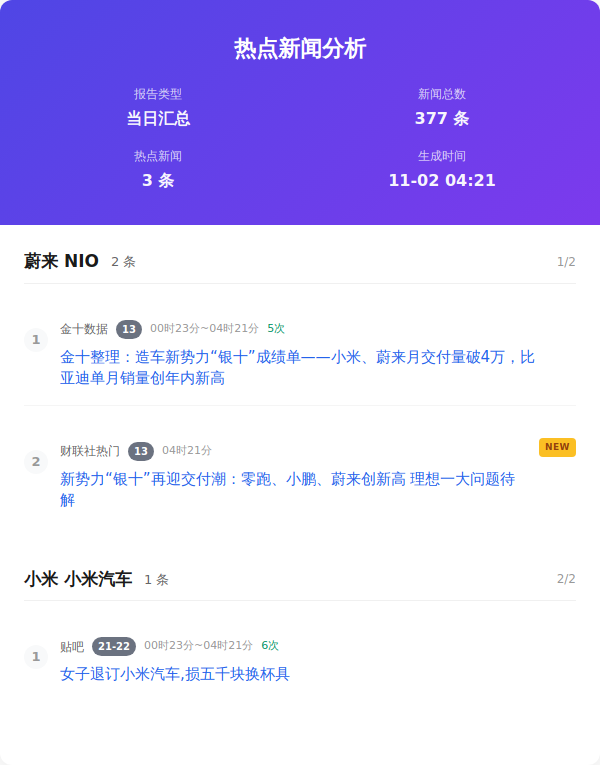 热点新闻分析
报告类型
新闻总数
当日汇总
377 条
热点新闻
生成时间
3 条
11-02 04:21
蔚来 NIO 2 条 1/2
1
金十数据 13 00时23分~04时21分 5次
金十整理：造车新势力“银十”成绩单——小米、蔚来月交付量破4万，比
亚迪单月销量创年内新高
2
财联社热门 13 04时21分 NEW
新势力“银十”再迎交付潮：零跑、小鹏、蔚来创新高 理想一大问题待
解
小米 小米汽车 1 条 2/2
1
贴吧 21-22 00时23分~04时21分 6次
女子退订小米汽车,损五千块换杯具